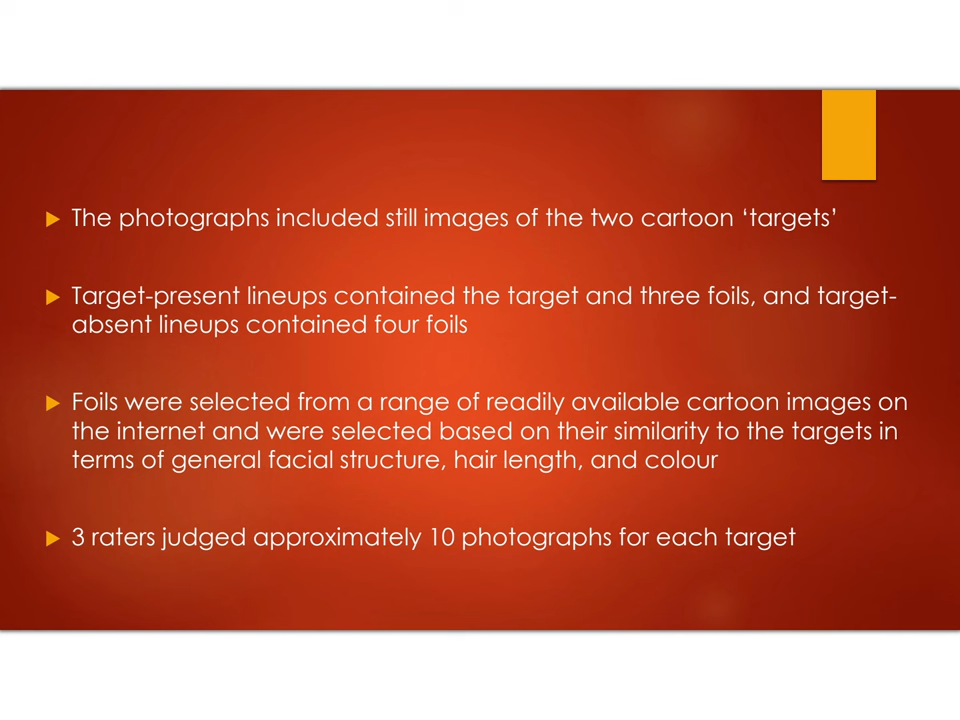 The photographs included still images of the two cartoon ‘targets’
Target-present lineups contained the target and three foils, and target-
absent lineups contained four foils
Foils were selected from a range of readily available cartoon images on
the internet and were selected based on their similarity to the targets in
terms of general facial structure, hair length, and colour
3 raters judged approximately 10 photographs for each target